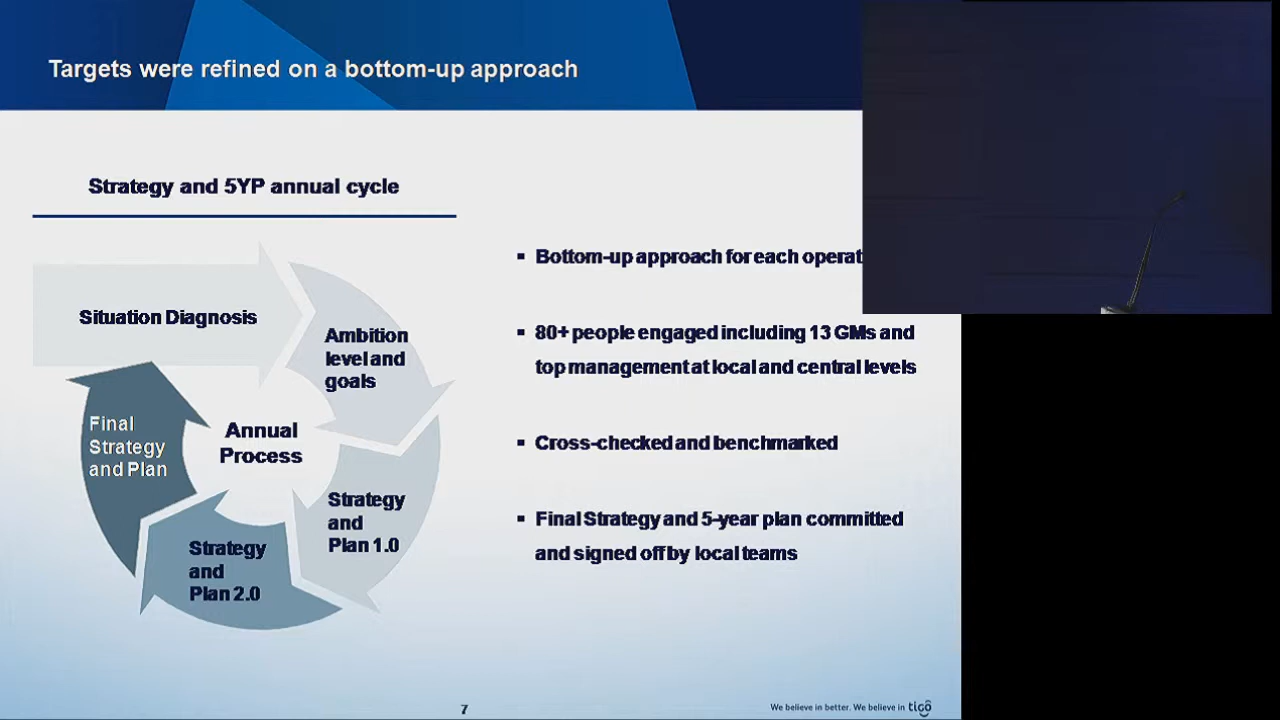 Targets were refined on a bottom-up approach
Strategy and 5YP annual cycle
Situation Diagnosis
Ambition
level and
goals
Final
Strategy
and Plan
Annual
Process
Strategy
and
Plan 1.0
Strategy
and
Plan 2.0
▪ Bottom-up approach for each
▪ 80+ people engaged including 13 GMs and
top management at local and central levels
▪ Cross-checked and benchmarked
▪ Final Strategy and 5-year plan committed
and signed off by local teams
7
We believe in better. We believe in tigo